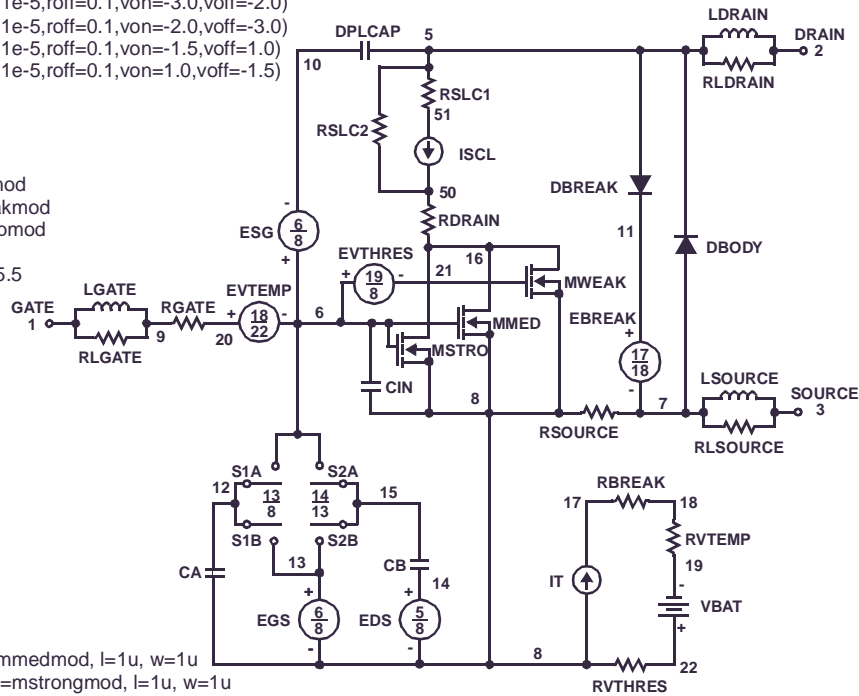 1e-5,roff=0.1,von=-3.0,voff=-2.0)
1e-5,roff=0.1,von=-2.0,voff=-3.0)
1e-5,roff=0.1,von=-1.5,voff=1.0)
1e-5,roff=0.1,von=1.0,voff=-1.5)
LDRAIN
DPLCAP
5
DRAIN
2
10
RLDRAIN
RSLC1
51
RSLC2
ISCL
50
DBREAK
RDRAIN
11
DBODY
ESG
6
8
-
+
EVTHRES
+
19
8
-
21
16
MWEAK
5.5
GATE
1
LGATE
RLGATE
9
RGATE
20
EVTEMP
+
18
22
-
6
MMED
MSTRO
CIN
EBREAK
+
17
18
-
8
RSOURCE
7
LSOURCE
RLSOURCE
SOURCE
3
S1A
S2A
12
13
8
14
13
15
S1B
S2B
13
CA
CB
14
EGS
+
6
8
-
EDS
+
5
8
-
8
RBREAK
17
18
RVTEMP
19
IT
-
VBAT
+
22
RVTHRES
mmedmod, l=1u, w=1u
=mstrongmod, l=1u, w=1u